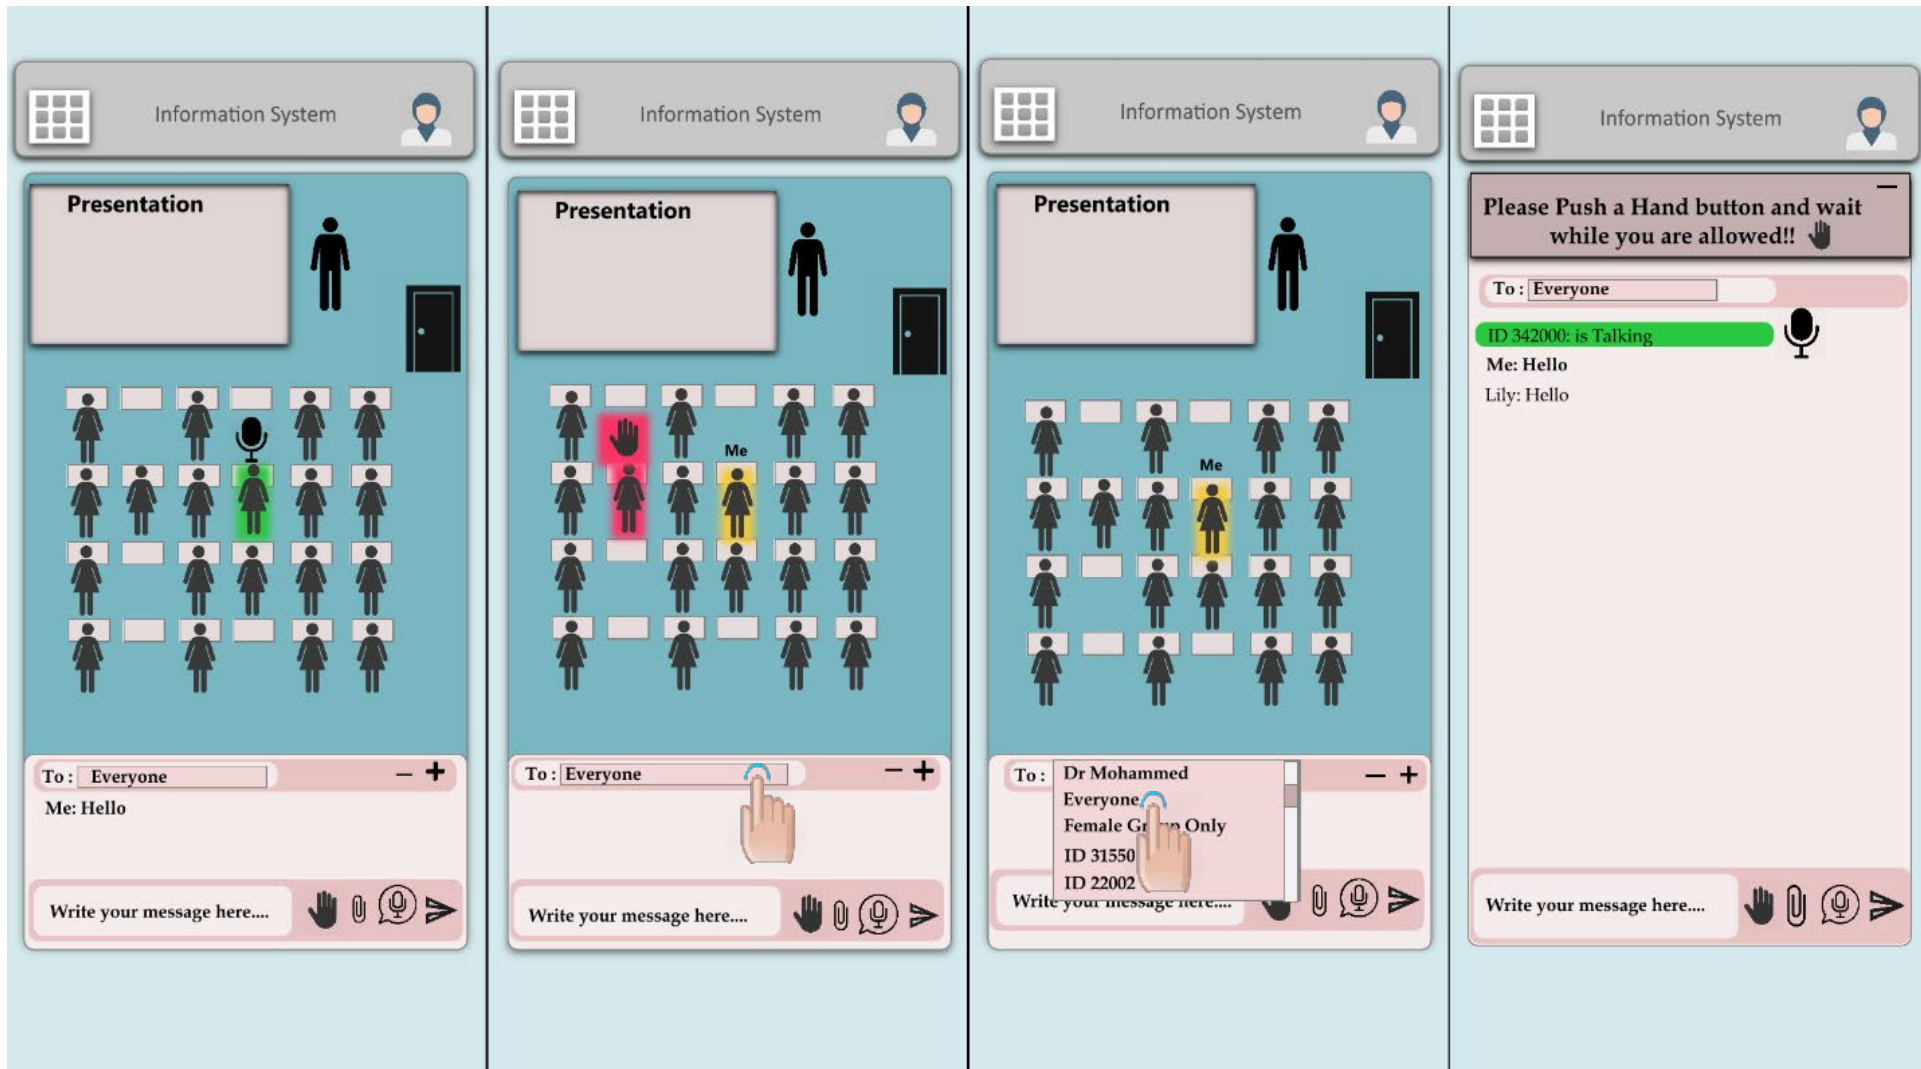 Information System
Presentation
To : Everyone
Me: Hello
Write your message here....
Information System
Presentation
Me
To : Everyone
Write your message here....
Information System
Presentation
Me
To : Dr Mohammed
Everyone
Female Only
ID 31550
ID 22002
Write your message here....
Information System
Please Push a Hand button and wait
while you are allowed!!
To : Everyone
ID 342000: is Talking
Me: Hello
Lily: Hello
Write your message here....